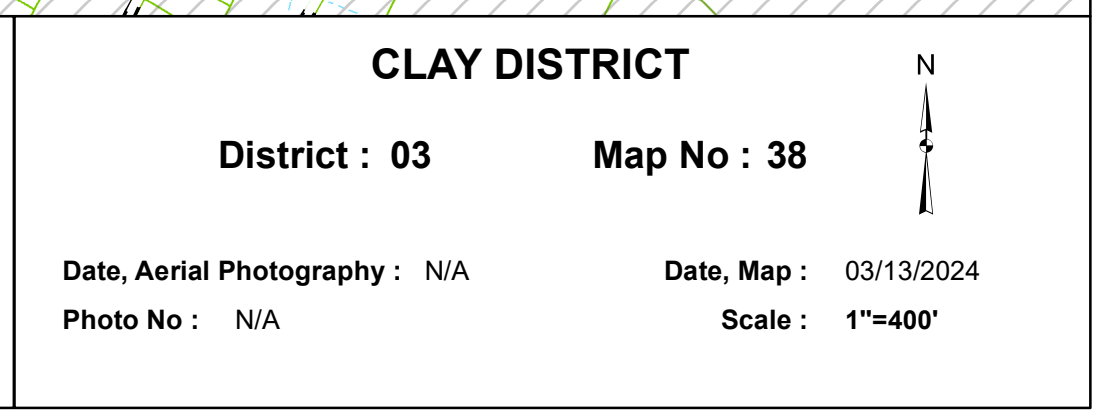 CLAY DISTRICT
N
District : 03 Map No : 38
Date, Aerial Photography : N/A Date, Map : 03/13/2024
Photo No : N/A Scale : 1"=400'